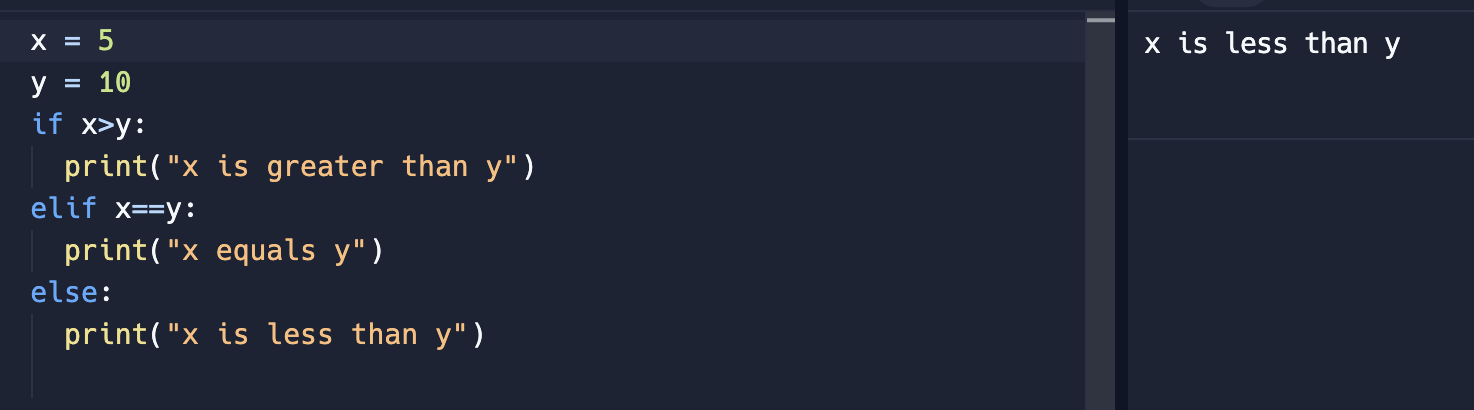 x = 5
y = 10
if x>y:
  print("x is greater than y")
elif x==y:
  print("x equals y")
else:
  print("x is less than y")
x is less than y